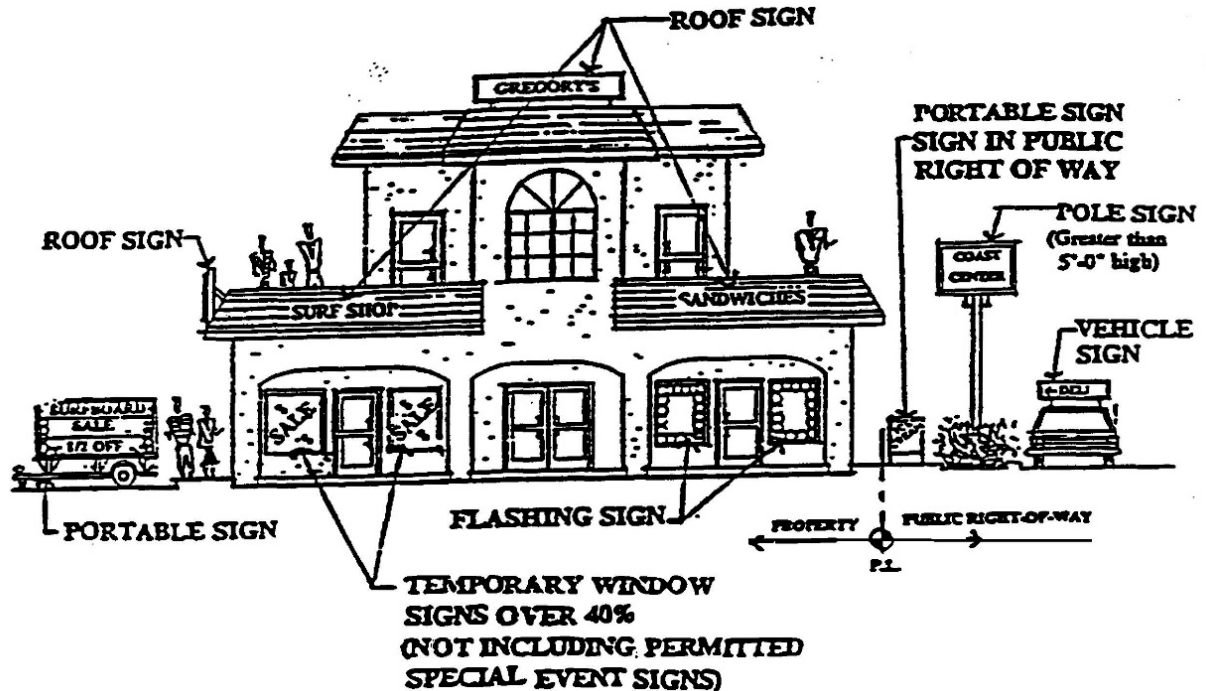 ROOF SIGN
GREGORY'S
PORTABLE SIGN
SIGN IN PUBLIC
RIGHT OF WAY
POLE SIGN
(Greater than
5'-0" high)
COAST
CENTER
ROOF SIGN
SURF SHOP
SANDWICHES
VEHICLE
SIGN
← DELI
SURFBOARD
SALE
1/2 OFF
SALE
SALE
PORTABLE SIGN
FLASHING SIGN
PROPERTY
PUBLIC RIGHT-OF-WAY
P.L.
TEMPORARY WINDOW
SIGNS OVER 40%
(NOT INCLUDING PERMITTED
SPECIAL EVENT SIGNS)